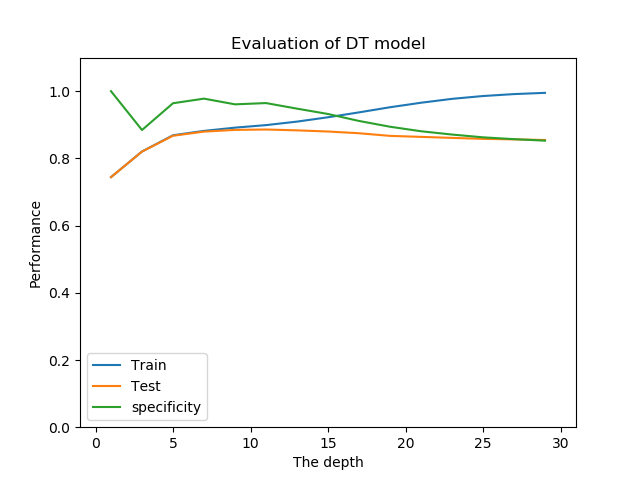 Evaluation of DT model
Performance
1.0
0.8
0.6
0.4
0.2
0.0
Train
Test
specificity
0 5 10 15 20 25 30
The depth